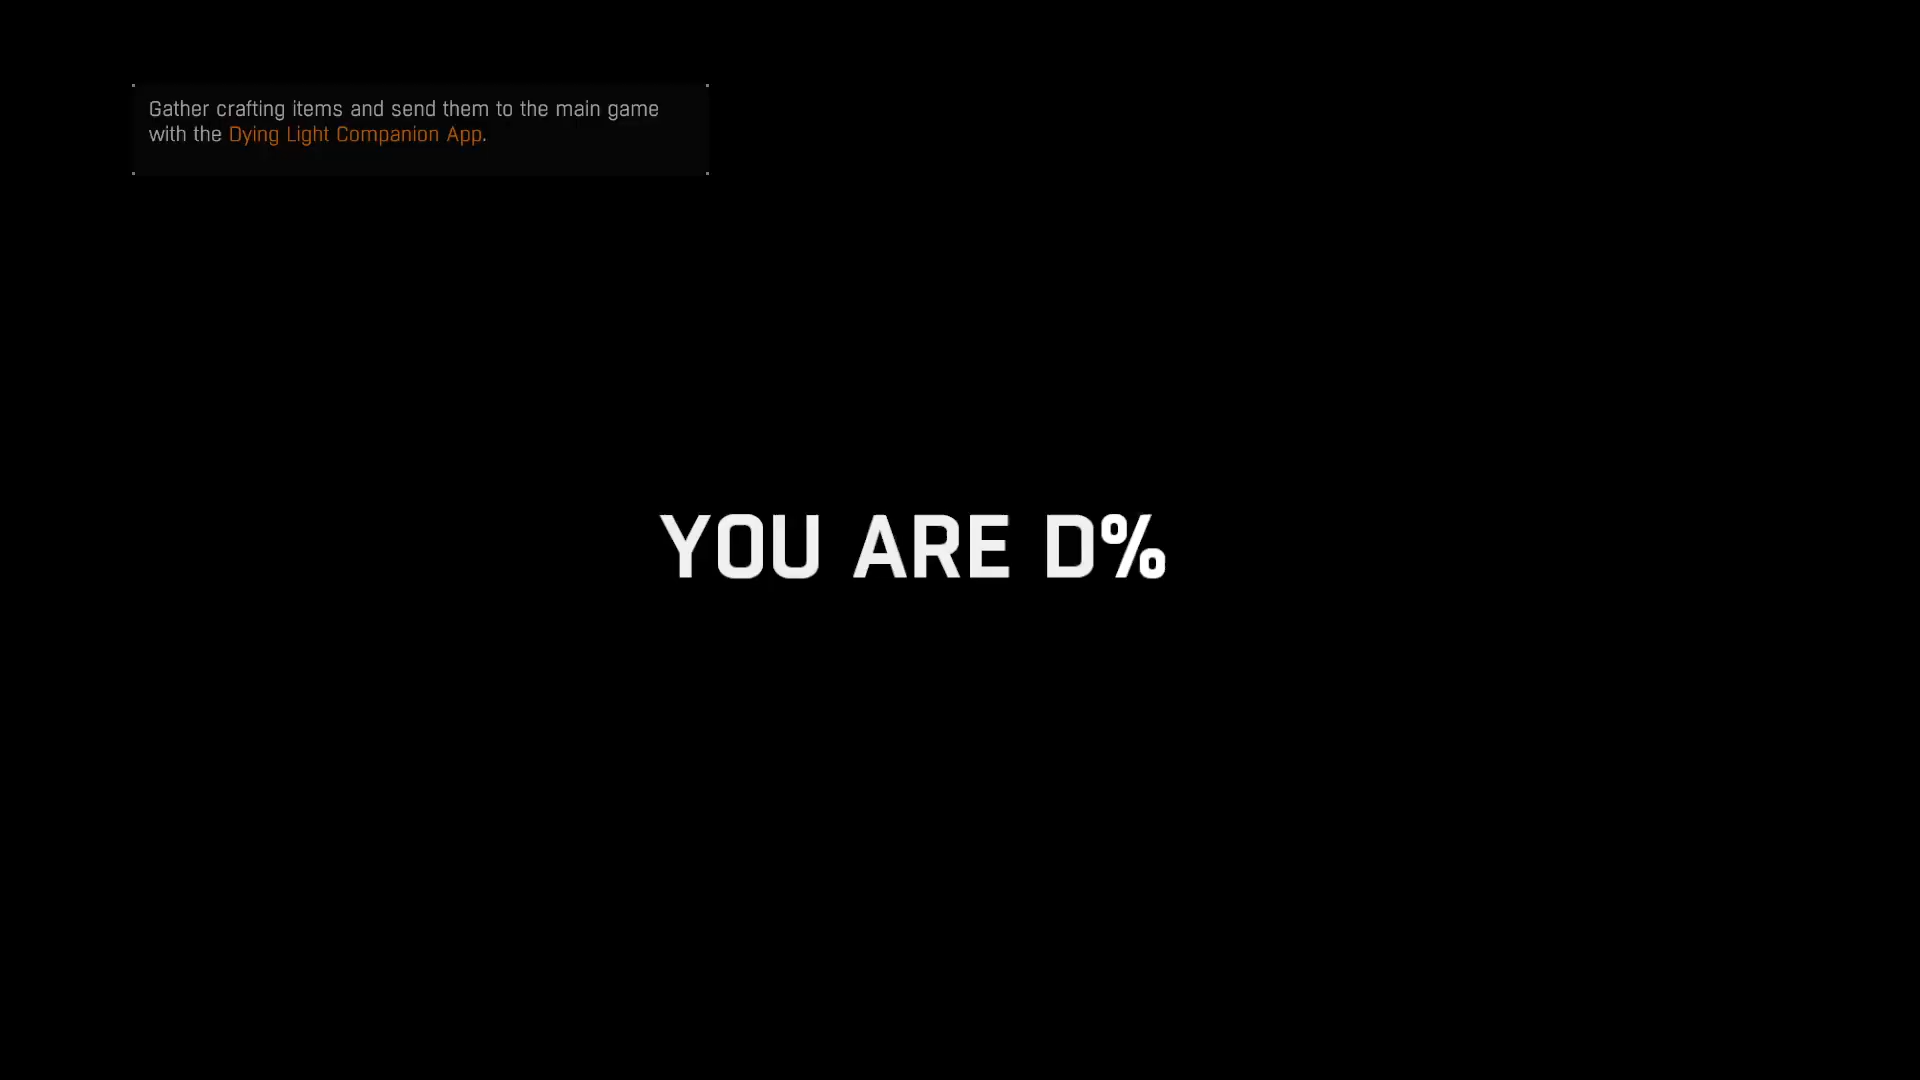 Gather crafting items and send them to the main game
with the Dying Light Companion App.
YOU ARE D%